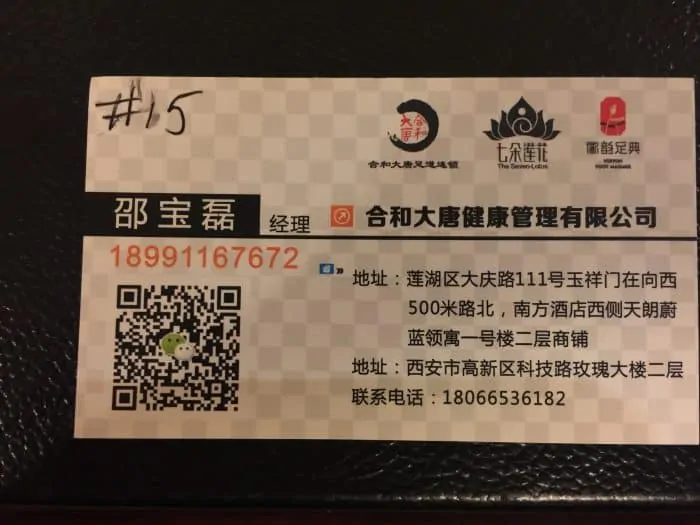 #15
合和
大唐
合和大唐足道连锁
七朵莲花
The Seven Lotus
足典
邵宝磊
经理
合和大唐健康管理有限公司
18991167672
地址：莲湖区大庆路111号玉祥门在向西
500米路北，南方酒店西侧天朗蔚
蓝领寓一号楼二层商铺
地址：西安市高新区科技路玫瑰大楼二层
联系电话：18066536182